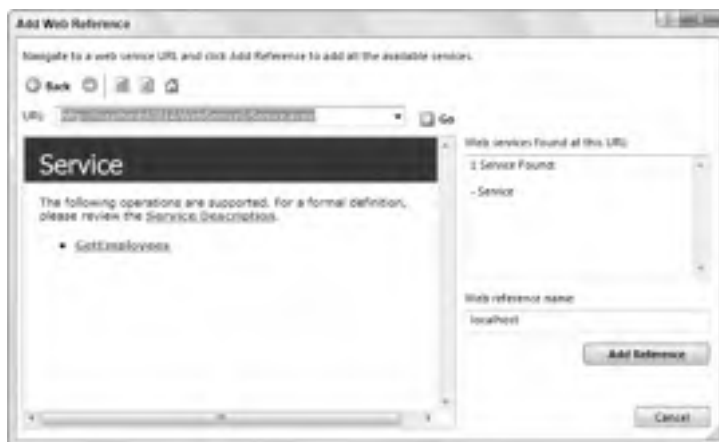 Add Web Reference
Navigate to a web service URL and click Add Reference to add all the available services.
Back
URL:
Go
Service
The following operations are supported. For a formal definition,
please review the Service Description.
• GetEmployees
Web services found at this URL:
1 Service Found:
- Service
Web reference name:
localhost
Add Reference
Cancel